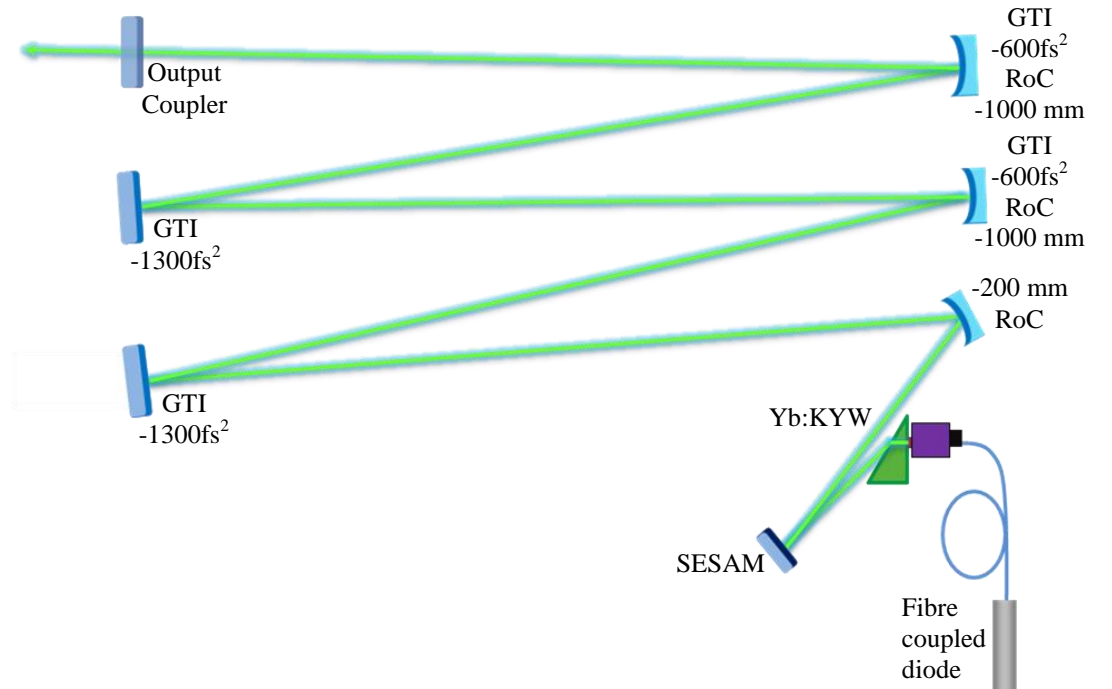 GTI
-600fs²
RoC
-1000 mm
Output
Coupler
GTI
-600fs²
RoC
-1000 mm
GTI
-1300fs²
-200 mm
RoC
GTI
-1300fs²
Yb:KYW
SESAM
Fibre
coupled
diode